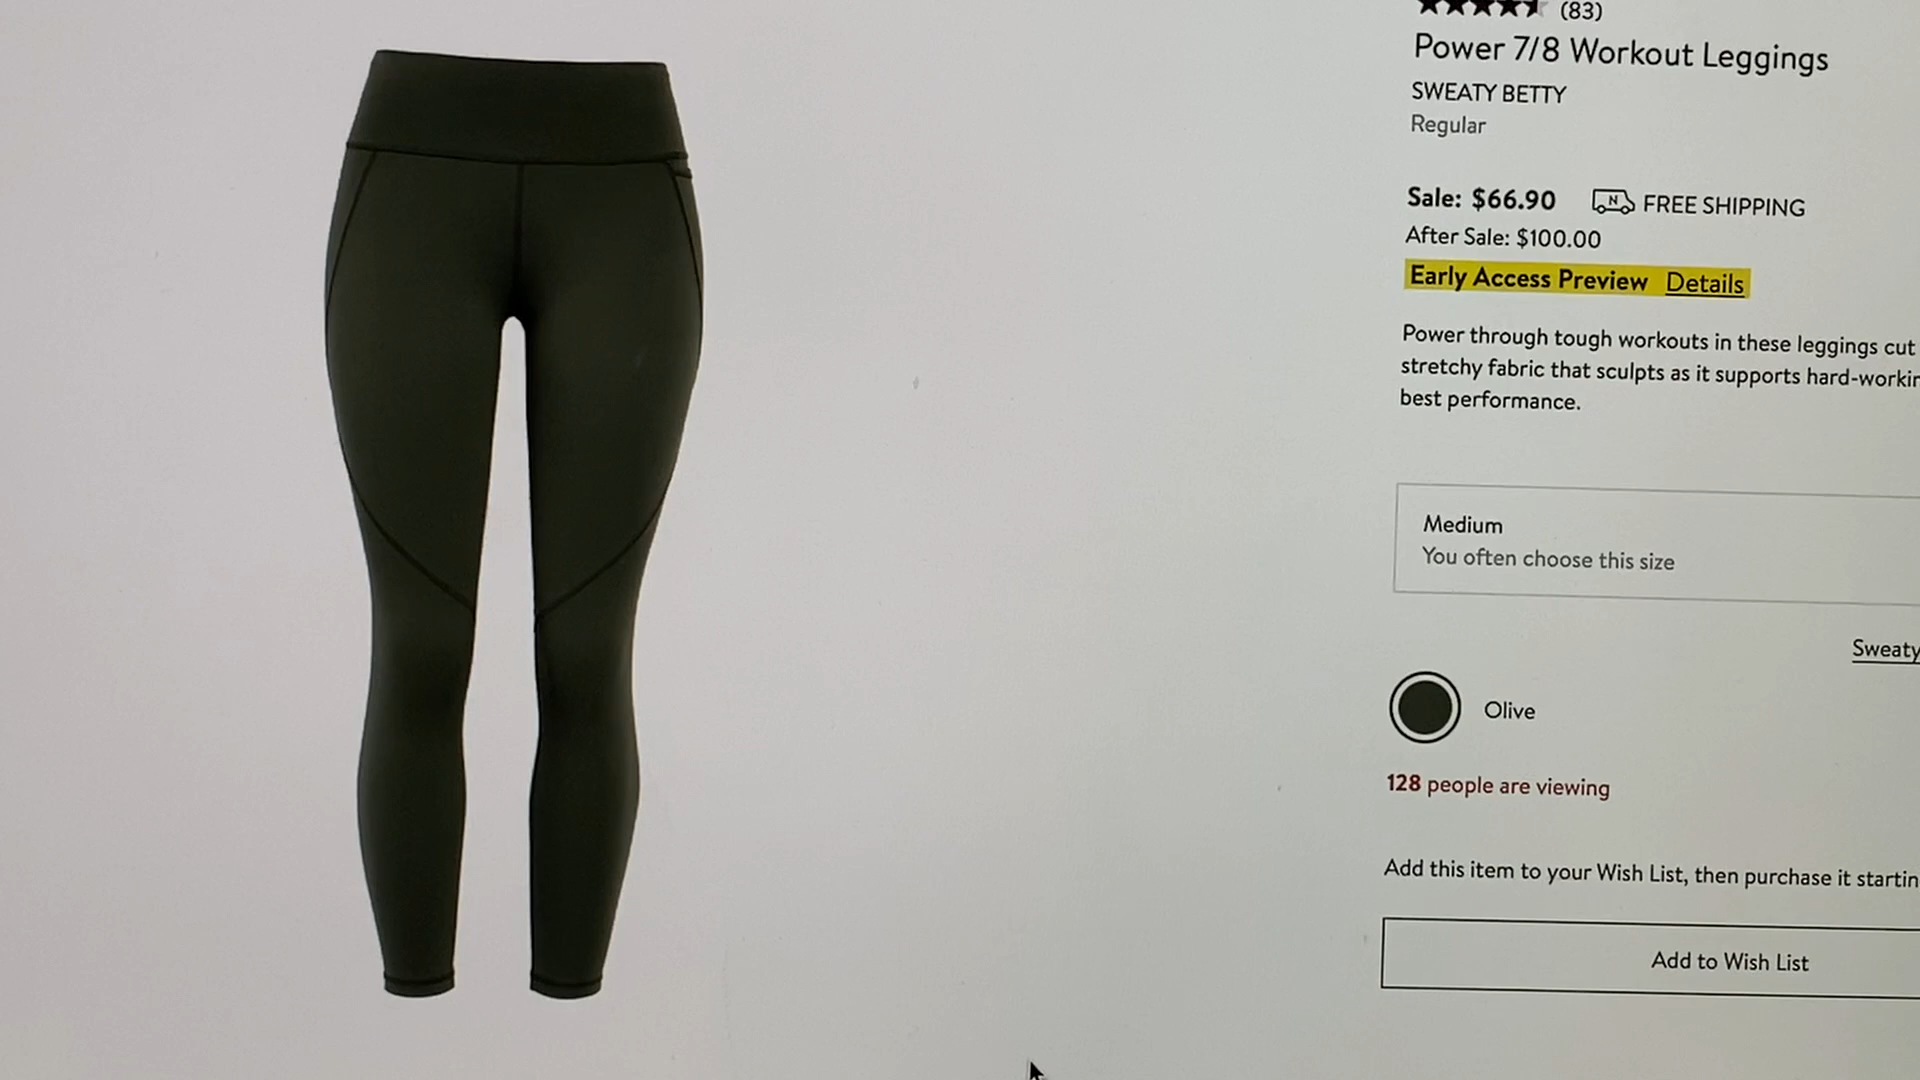 (83)
Power 7/8 Workout Leggings
SWEATY BETTY
Regular
Sale: $66.90 N FREE SHIPPING
After Sale: $100.00
Early Access Preview Details
Power through tough workouts in these leggings cut
stretchy fabric that sculpts as it supports hard-workin
best performance.
Medium
You often choose this size
Sweaty
Olive
128 people are viewing
Add this item to your Wish List, then purchase it startin
Add to Wish List